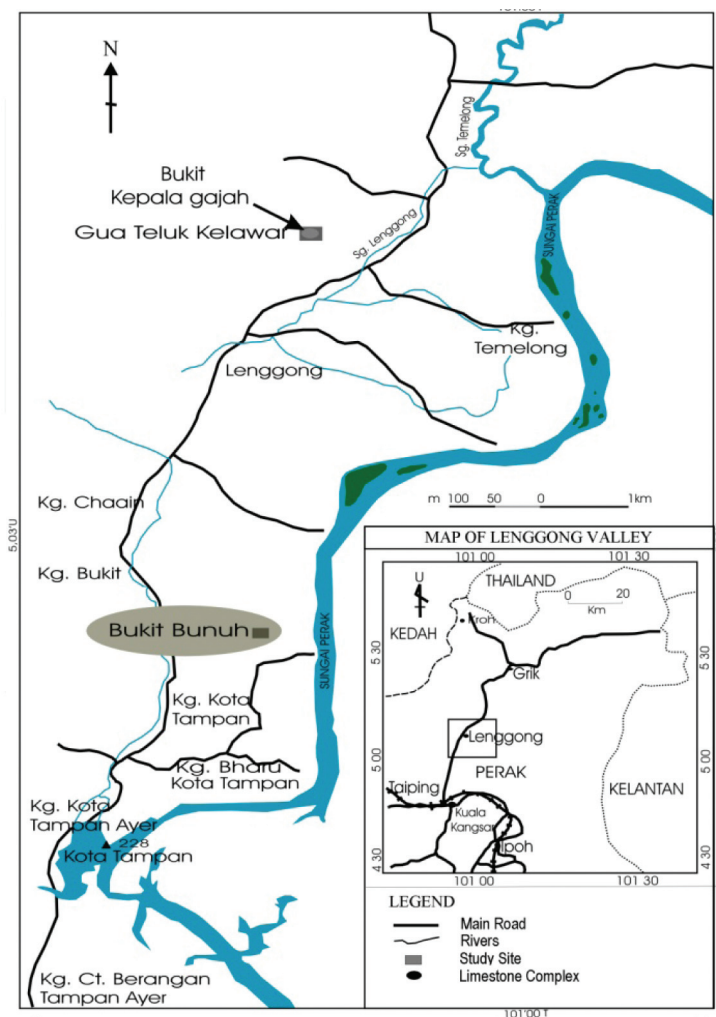 N
Sg. Temelong
Bukit
Kepala gajah
Gua Teluk Kelawar
Sg. Lenggong
SUNGAI PERAK
Kg.
Temelong
Lenggong
Kg. Chaain
m 100 50 0 1km
5.03'U
Kg. Bukit
Bukit Bunuh
SUNGAI PERAK
Kg. Kota
Tampan
Kg. Bharu
Kota Tampan
Kg. Kota
Tampan Ayer
228
Kota Tampan
Kg. Ct. Berangan
Tampan Ayer
MAP OF LENGGONG VALLEY
101 00 101 30
U
THAILAND
0 20
Km
KEDAH
Kroh
5 30
5 30
Grik
Lenggong
5 00
5 00
PERAK
KELANTAN
Taiping
Kuala
Kangsar
Ipoh
4 30
4 30
101 00 101 30
LEGEND
Main Road
Rivers
Study Site
Limestone Complex
101'00 T